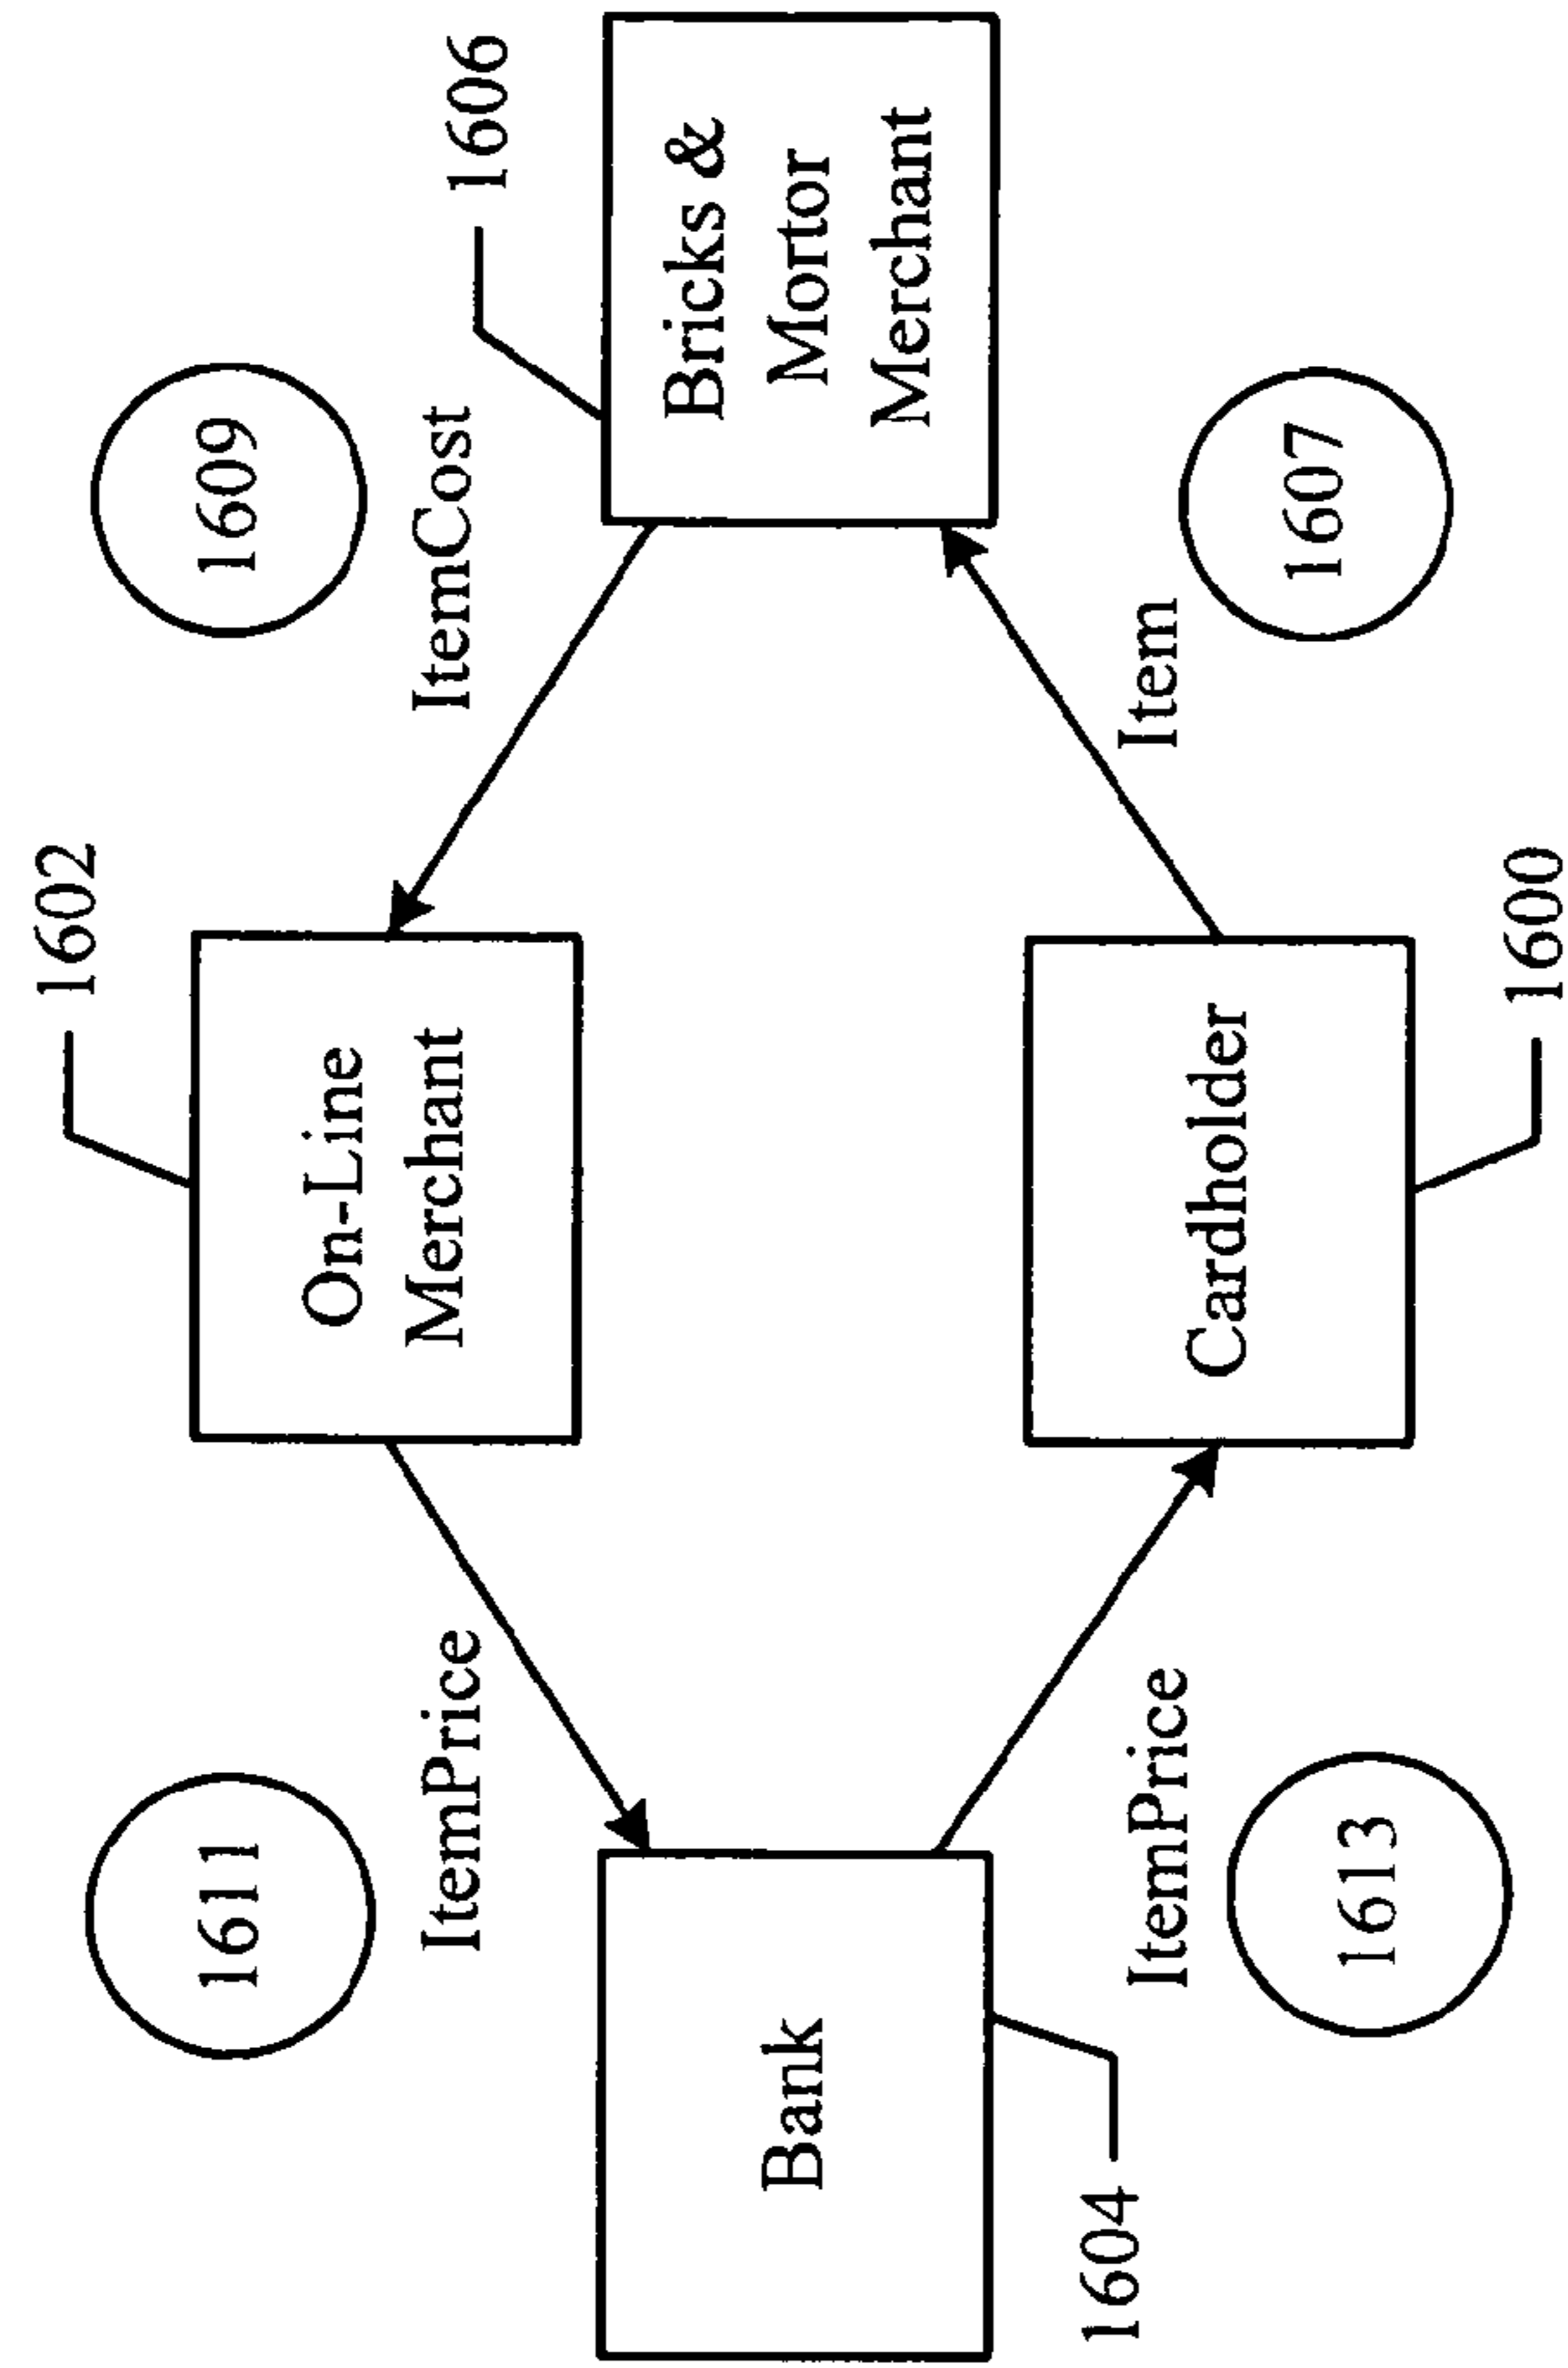 1602
1611
1609
On-Line
Merchant
ItemPrice
ItemCost
1606
Bank
Bricks &
Mortor
Merchant
1604
ItemPrice
Cardholder
Item
1613
1607
1600